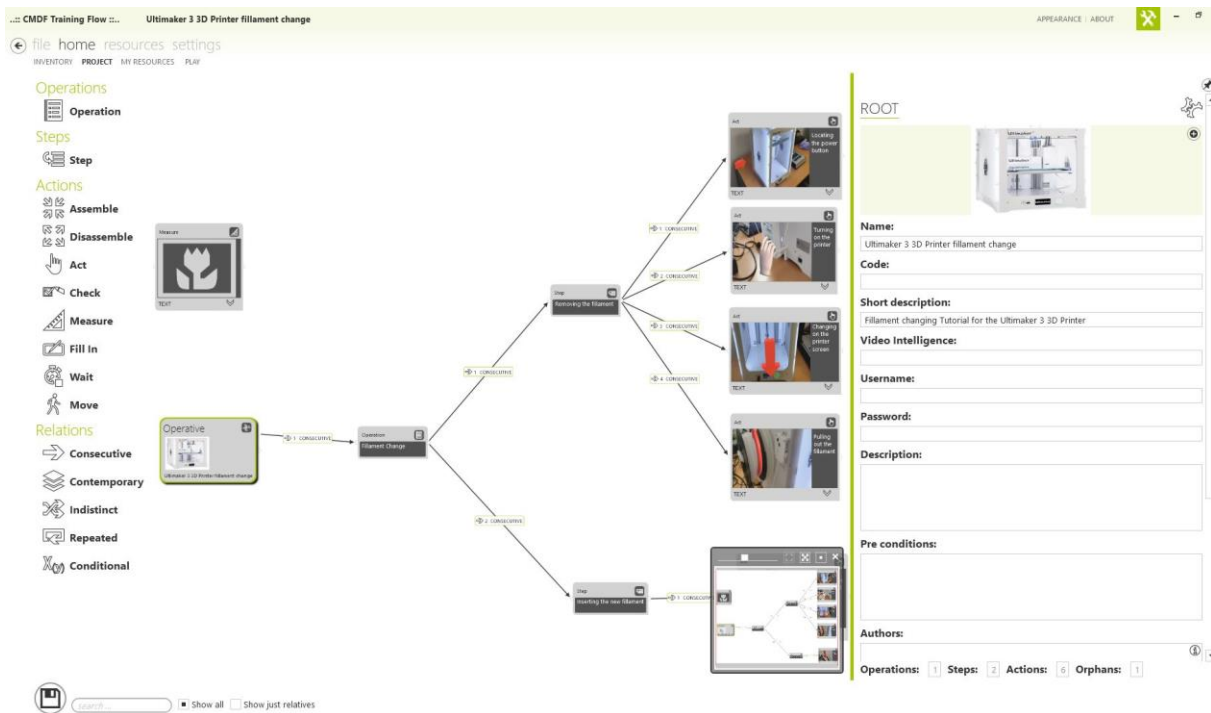 ..:: CMDF Training Flow ::.. Ultimaker 3 3D Printer fillament change
APPEARANCE ABOUT
file home resources settings
INVENTORY PROJECT MY RESOURCES PLAY
Operations
Operation
Steps
Step
Actions
Assemble
Disassemble
Act
Check
Measure
Fill In
Wait
Move
Relations
Consecutive
Contemporary
Indistinct
Repeated
Conditional
Measure
TEXT
Operative
Ultimaker 3 3D Printer fillament change
1 CONSECUTIVE
Operation
Fillament Change
1 CONSECUTIVE
2 CONSECUTIVE
Step
Removing the fillament
1 CONSECUTIVE
2 CONSECUTIVE
3 CONSECUTIVE
4 CONSECUTIVE
Act
Locating
the power
button
TEXT
Act
Turning
on the
printer
TEXT
Act
Changing
on the
printer
screen
TEXT
Act
Pulling
out the
fillament
TEXT
Step
Inserting the new fillament
1 CONSECUTIV
ROOT
Name:
Ultimaker 3 3D Printer fillament change
Code:
Short description:
Fillament changing Tutorial for the Ultimaker 3 3D Printer
Video Intelligence:
Username:
Password:
Description:
Pre conditions:
Authors:
Operations: 1 Steps: 2 Actions: 6 Orphans: 1
search ... Show all Show just relatives